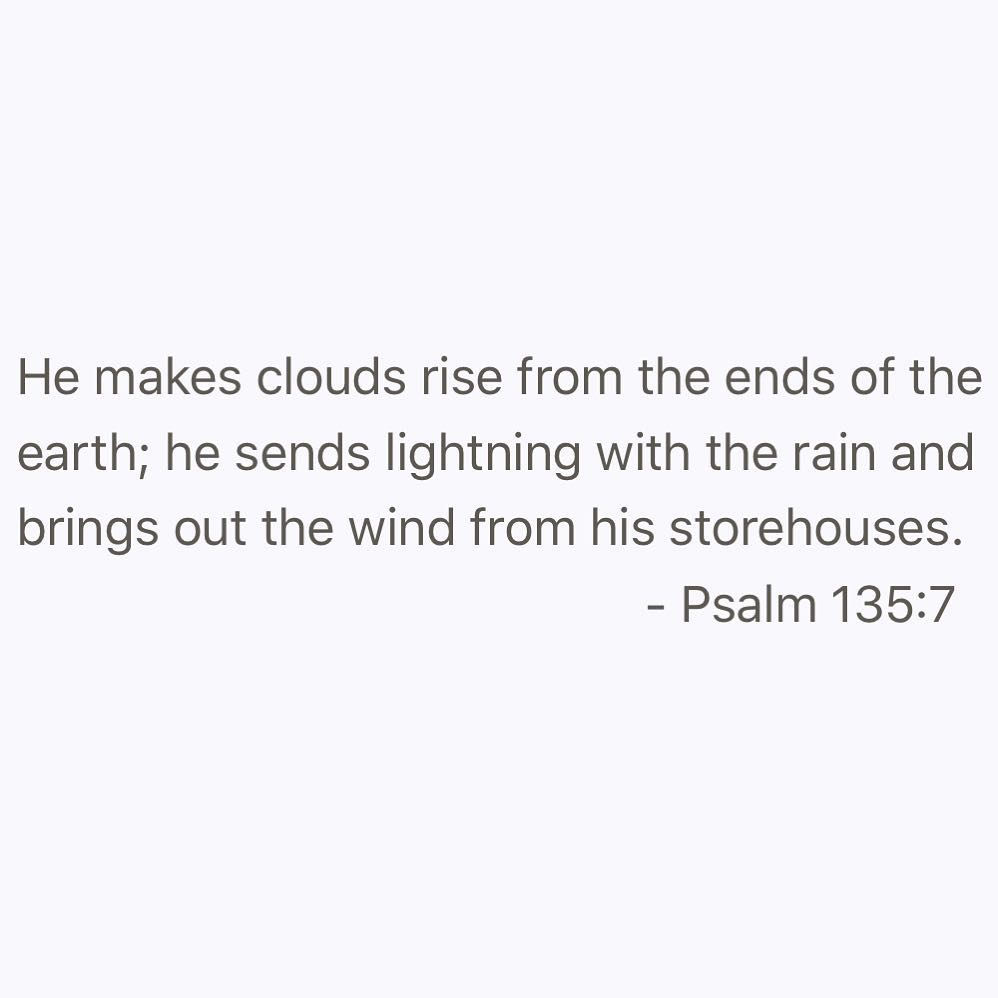 He makes clouds rise from the ends of the
earth; he sends lightning with the rain and
brings out the wind from his storehouses.
- Psalm 135:7